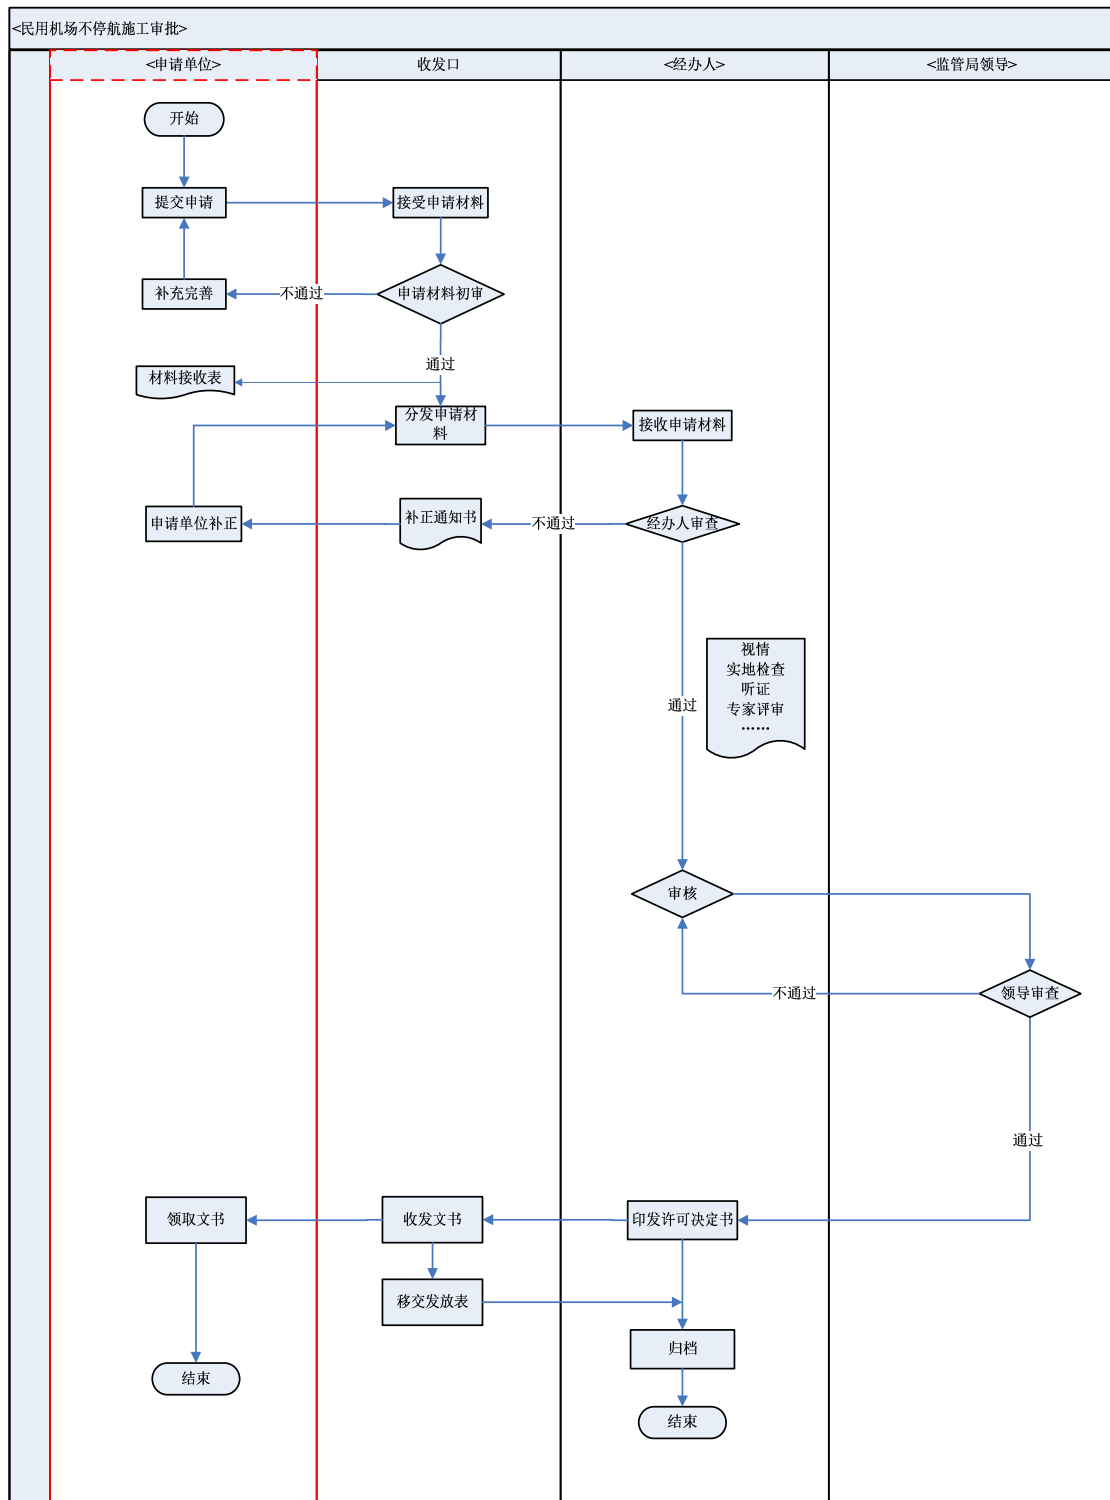 <民用机场不停航施工审批>
<申请单位>
收发口
<经办人>
<监管局领导>
开始
提交申请
接受申请材料
补充完善
不通过
申请材料初审
通过
材料接收表
分发申请材
料
接收申请材料
申请单位补正
补正通知书
不通过
经办人审查
视情
实地检查
听证
专家评审
······
通过
审核
不通过
领导审查
通过
领取文书
收发文书
印发许可决定书
移交发放表
归档
结束
结束